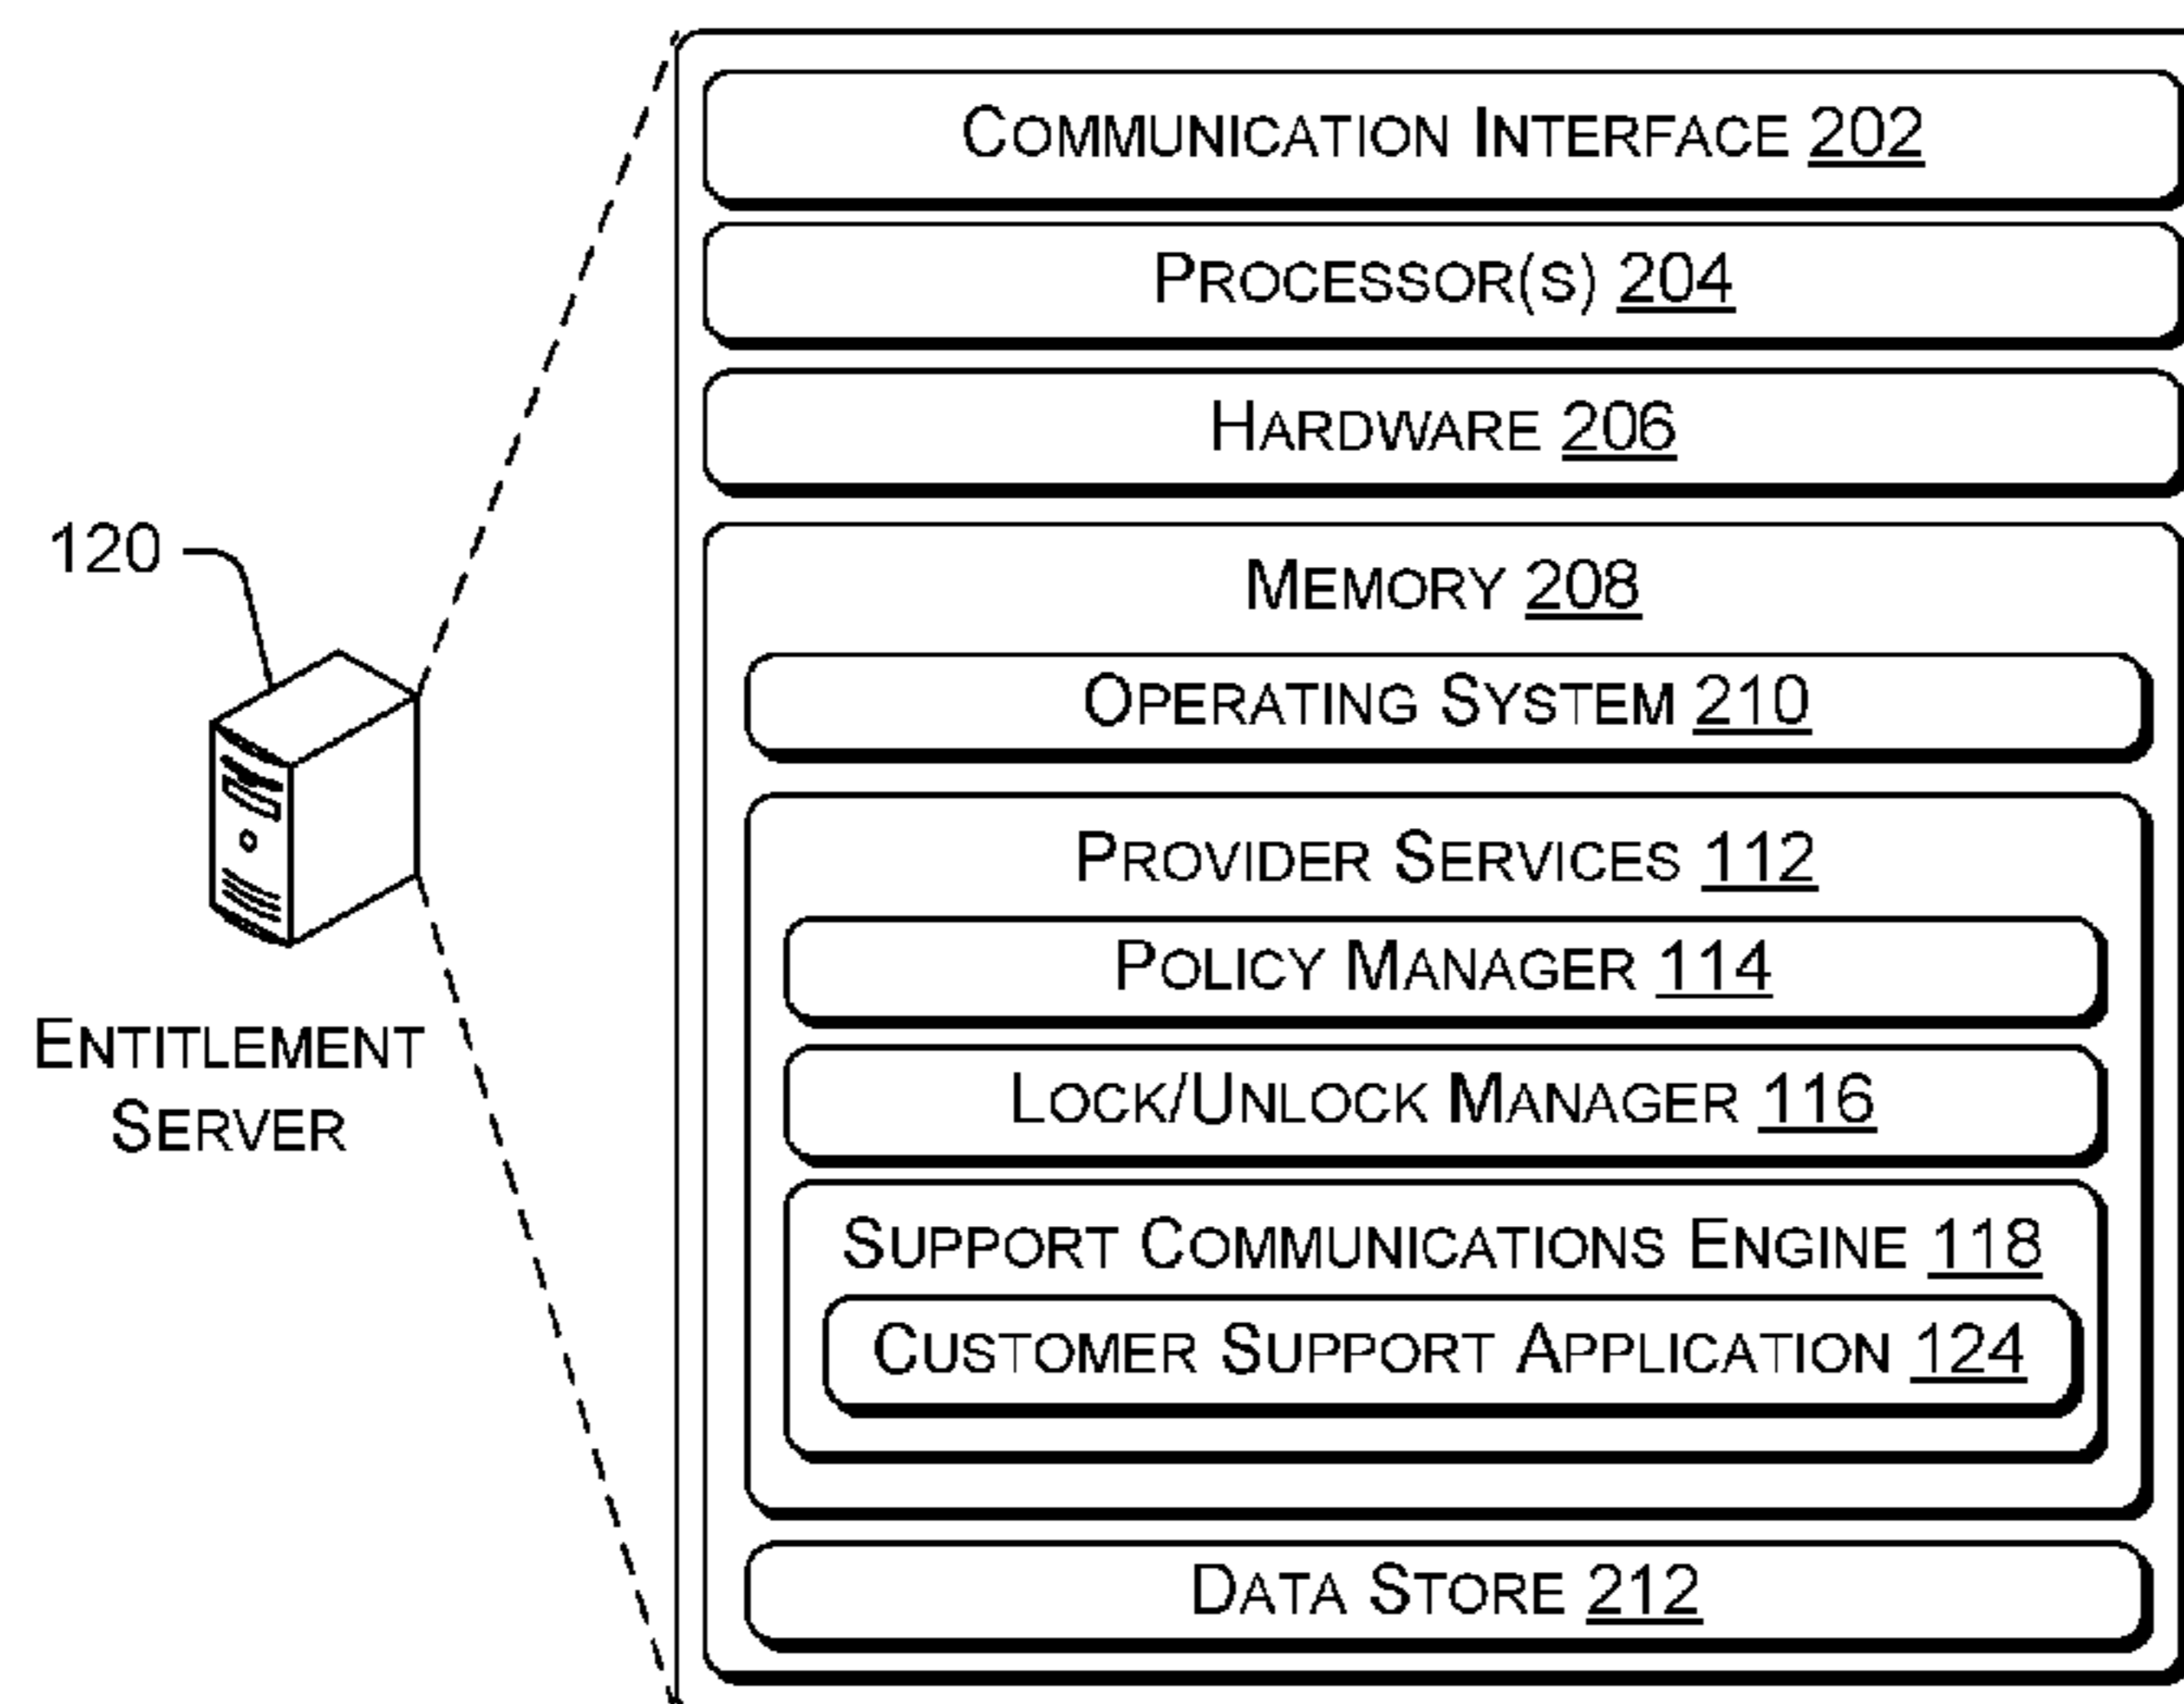 COMMUNICATION INTERFACE 202
PROCESSOR(S) 204
HARDWARE 206
120
MEMORY 208
OPERATING SYSTEM 210
PROVIDER SERVICES 112
POLICY MANAGER 114
ENTITLEMENT
SERVER
LOCK/UNLOCK MANAGER 116
SUPPORT COMMUNICATIONS ENGINE 118
CUSTOMER SUPPORT APPLICATION 124
DATA STORE 212